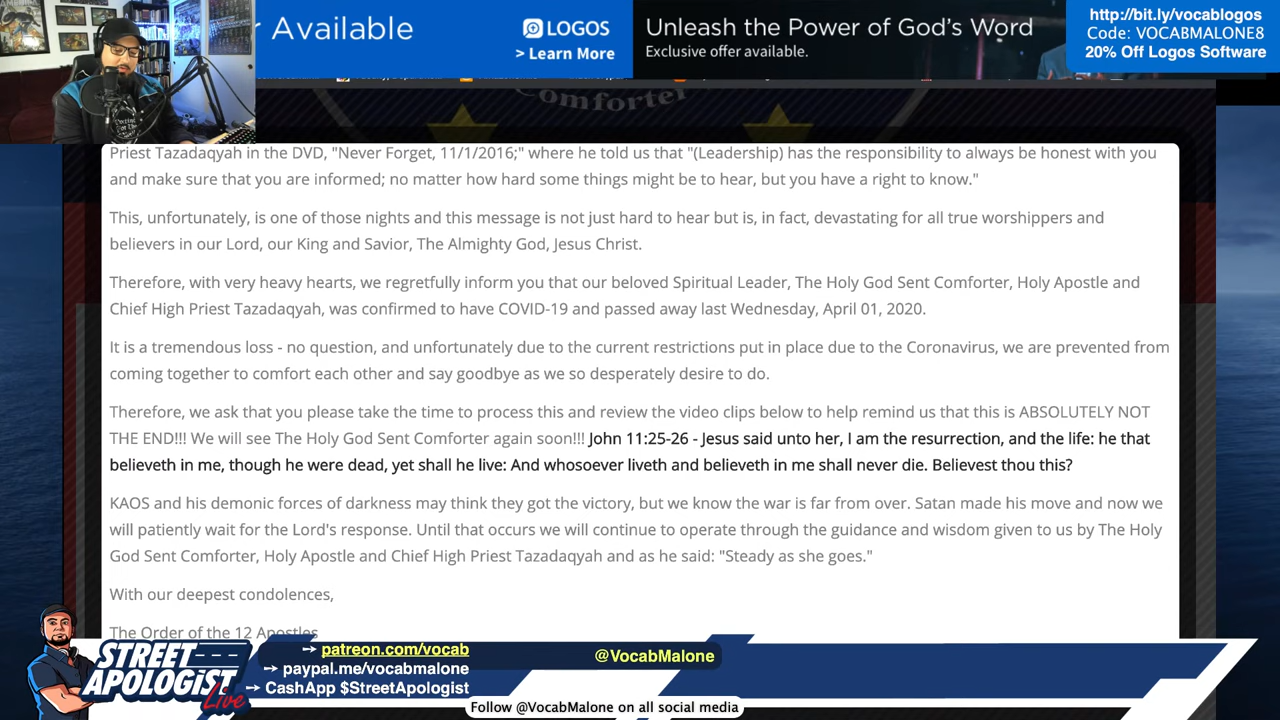 r Available
LOGOS
> Learn More
Unleash the Power of God's Word
Exclusive offer available.
http://bit.ly/vocablogos
Code: VOCABMALONE8
20% Off Logos Software
Comforter
Priest Tazadaqyah in the DVD, "Never Forget, 11/1/2016;" where he told us that "(Leadership) has the responsibility to always be honest with you
and make sure that you are informed; no matter how hard some things might be to hear, but you have a right to know."
This, unfortunately, is one of those nights and this message is not just hard to hear but is, in fact, devastating for all true worshippers and
believers in our Lord, our King and Savior, The Almighty God, Jesus Christ.
Therefore, with very heavy hearts, we regretfully inform you that our beloved Spiritual Leader, The Holy God Sent Comforter, Holy Apostle and
Chief High Priest Tazadaqyah, was confirmed to have COVID-19 and passed away last Wednesday, April 01, 2020.
It is a tremendous loss - no question, and unfortunately due to the current restrictions put in place due to the Coronavirus, we are prevented from
coming together to comfort each other and say goodbye as we so desperately desire to do.
Therefore, we ask that you please take the time to process this and review the video clips below to help remind us that this is ABSOLUTELY NOT
THE END!!! We will see The Holy God Sent Comforter again soon!!! John 11:25-26 - Jesus said unto her, I am the resurrection, and the life: he that
believeth in me, though he were dead, yet shall he live: And whosoever liveth and believeth in me shall never die. Believest thou this?
KAOS and his demonic forces of darkness may think they got the victory, but we know the war is far from over. Satan made his move and now we
will patiently wait for the Lord's response. Until that occurs we will continue to operate through the guidance and wisdom given to us by The Holy
God Sent Comforter, Holy Apostle and Chief High Priest Tazadaqyah and as he said: "Steady as she goes."
With our deepest condolences,
The Order of the 12 Apostles
STREET
APOLOGIST
Live
→ patreon.com/vocab
→ paypal.me/vocabmalone
→ CashApp $StreetApologist
@VocabMalone
Follow @VocabMalone on all social media